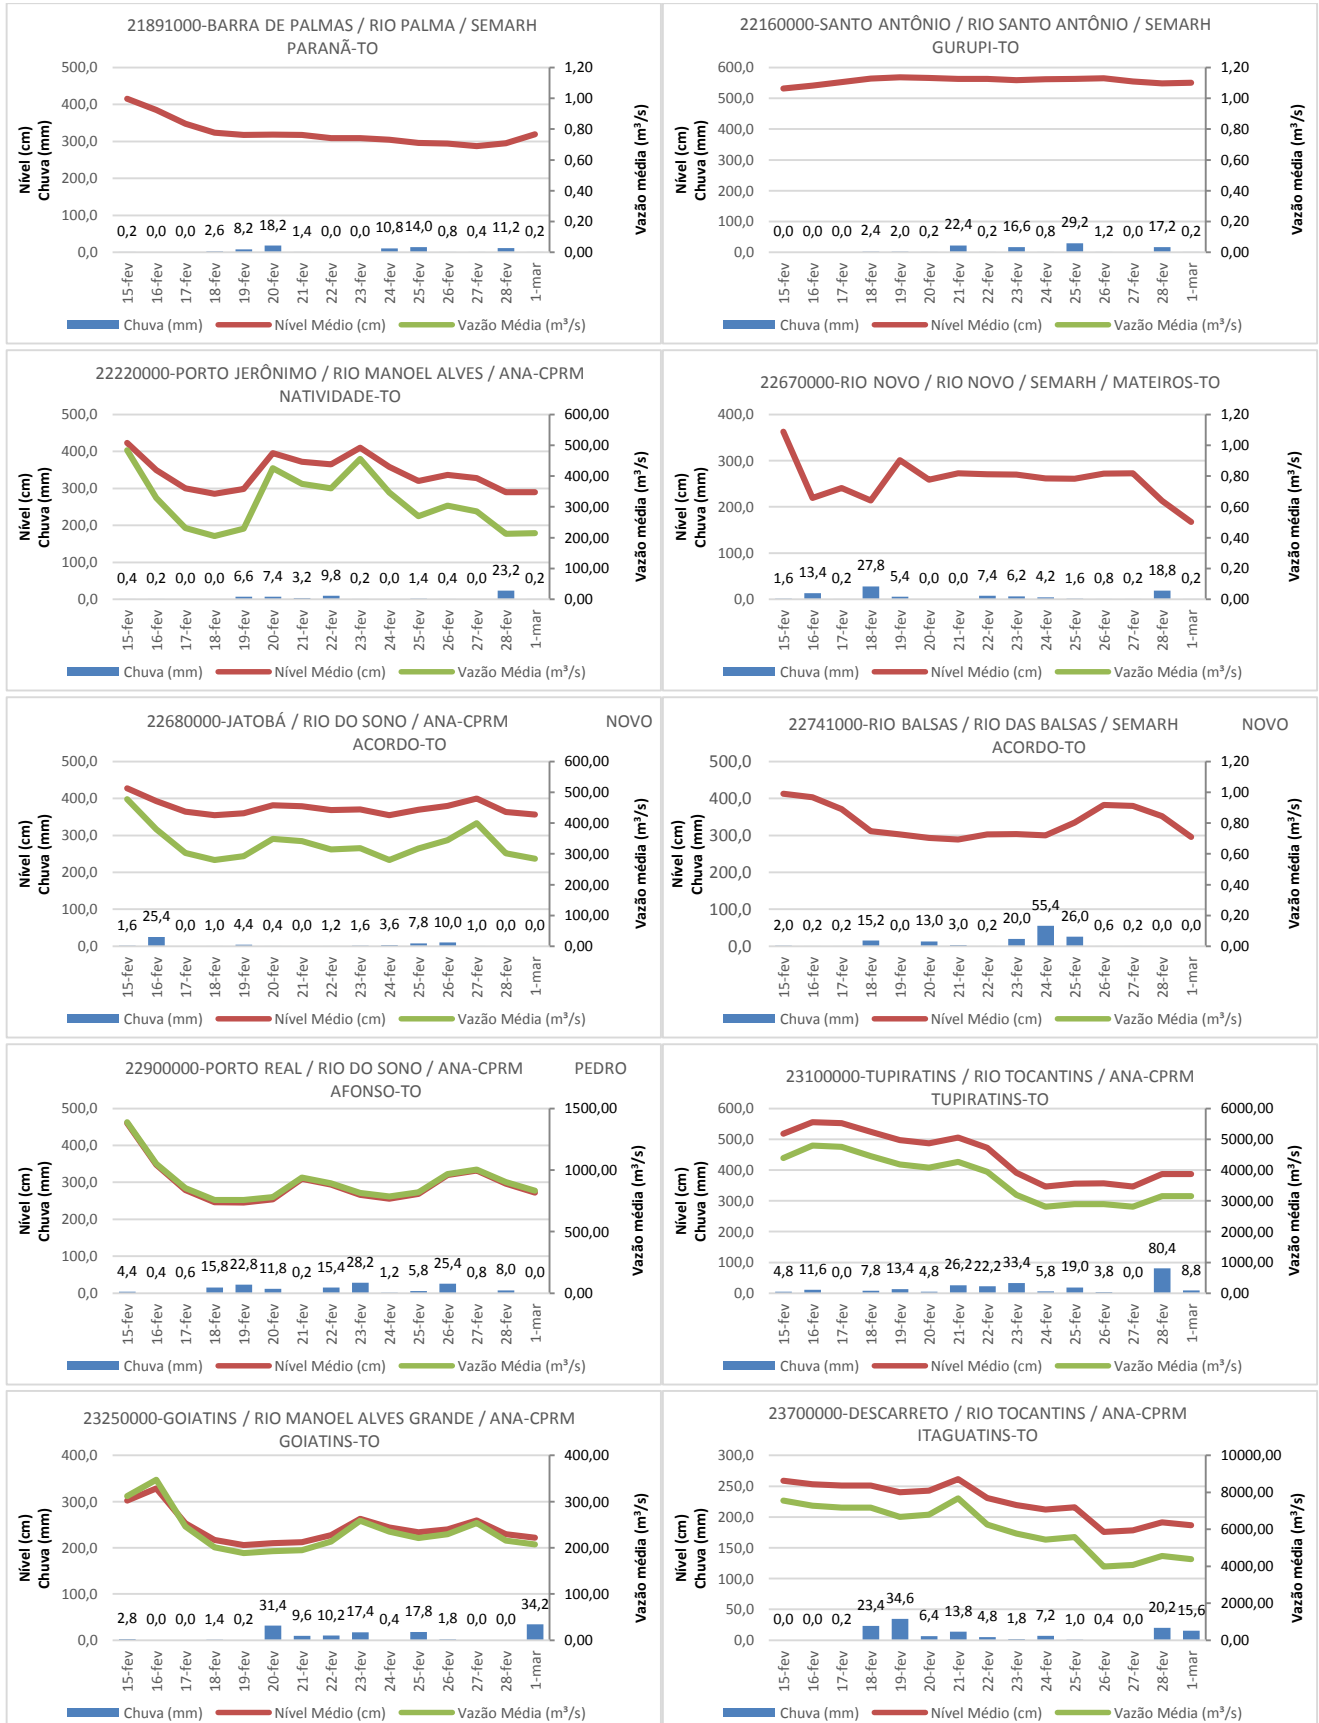 21891000-BARRA DE PALMAS / RIO PALMA / SEMARH
PARANÃ-TO
500,0
400,0
300,0
200,0
100,0
0,0
Nível (cm)
Chuva (mm)
1,20
1,00
0,80
0,60
0,40
0,20
0,00
Vazão média (m³/s)
0,2 0,0 0,0 2,6 8,2 18,2 1,4 0,0 0,0 10,8 14,0 0,8 0,4 11,2 0,2
15-fev 16-fev 17-fev 18-fev 19-fev 20-fev 21-fev 22-fev 23-fev 24-fev 25-fev 26-fev 27-fev 28-fev 1-mar
Chuva (mm) Nível Médio (cm) Vazão Média (m³/s)
22160000-SANTO ANTÔNIO / RIO SANTO ANTÔNIO / SEMARH
GURUPI-TO
600,0
500,0
400,0
300,0
200,0
100,0
0,0
Nível (cm)
Chuva (mm)
1,20
1,00
0,80
0,60
0,40
0,20
0,00
Vazão média (m³/s)
0,0 0,0 0,0 2,4 2,0 0,2 22,4 0,2 16,6 0,8 29,2 1,2 0,0 17,2 0,2
15-fev 16-fev 17-fev 18-fev 19-fev 20-fev 21-fev 22-fev 23-fev 24-fev 25-fev 26-fev 27-fev 28-fev 1-mar
Chuva (mm) Nível Médio (cm) Vazão Média (m³/s)
22220000-PORTO JERÔNIMO / RIO MANOEL ALVES / ANA-CPRM
NATIVIDADE-TO
500,0
400,0
300,0
200,0
100,0
0,0
Nível (cm)
Chuva (mm)
600,00
500,00
400,00
300,00
200,00
100,00
0,00
Vazão média (m³/s)
0,4 0,2 0,0 0,0 6,6 7,4 3,2 9,8 0,2 0,0 1,4 0,4 0,0 23,2 0,2
15-fev 16-fev 17-fev 18-fev 19-fev 20-fev 21-fev 22-fev 23-fev 24-fev 25-fev 26-fev 27-fev 28-fev 1-mar
Chuva (mm) Nível Médio (cm) Vazão Média (m³/s)
22670000-RIO NOVO / RIO NOVO / SEMARH / MATEIROS-TO
400,0
300,0
200,0
100,0
0,0
Nível (cm)
Chuva (mm)
1,20
1,00
0,80
0,60
0,40
0,20
0,00
Vazão média (m³/s)
1,6 13,4 0,2 27,8 5,4 0,0 0,0 7,4 6,2 4,2 1,6 0,8 0,2 18,8 0,2
15-fev 16-fev 17-fev 18-fev 19-fev 20-fev 21-fev 22-fev 23-fev 24-fev 25-fev 26-fev 27-fev 28-fev 1-mar
Chuva (mm) Nível Médio (cm) Vazão Média (m³/s)
22680000-JATOBÁ / RIO DO SONO / ANA-CPRM NOVO
ACORDO-TO
500,0
400,0
300,0
200,0
100,0
0,0
Nível (cm)
Chuva (mm)
600,00
500,00
400,00
300,00
200,00
100,00
0,00
Vazão média (m³/s)
1,6 25,4 0,0 1,0 4,4 0,4 0,0 1,2 1,6 3,6 7,8 10,0 1,0 0,0 0,0
15-fev 16-fev 17-fev 18-fev 19-fev 20-fev 21-fev 22-fev 23-fev 24-fev 25-fev 26-fev 27-fev 28-fev 1-mar
Chuva (mm) Nível Médio (cm) Vazão Média (m³/s)
22741000-RIO BALSAS / RIO DAS BALSAS / SEMARH NOVO
ACORDO-TO
500,0
400,0
300,0
200,0
100,0
0,0
Nível (cm)
Chuva (mm)
1,20
1,00
0,80
0,60
0,40
0,20
0,00
Vazão média (m³/s)
2,0 0,2 0,2 15,2 0,0 13,0 3,0 0,2 20,0 55,4 26,0 0,6 0,2 0,0 0,0
15-fev 16-fev 17-fev 18-fev 19-fev 20-fev 21-fev 22-fev 23-fev 24-fev 25-fev 26-fev 27-fev 28-fev 1-mar
Chuva (mm) Nível Médio (cm) Vazão Média (m³/s)
22900000-PORTO REAL / RIO DO SONO / ANA-CPRM PEDRO
AFONSO-TO
500,0
400,0
300,0
200,0
100,0
0,0
Nível (cm)
Chuva (mm)
1500,00
1000,00
500,00
0,00
Vazão média (m³/s)
4,4 0,4 0,6 15,8 22,8 11,8 0,2 15,4 28,2 1,2 5,8 25,4 0,8 8,0 0,0
15-fev 16-fev 17-fev 18-fev 19-fev 20-fev 21-fev 22-fev 23-fev 24-fev 25-fev 26-fev 27-fev 28-fev 1-mar
Chuva (mm) Nível Médio (cm) Vazão Média (m³/s)
23100000-TUPIRATINS / RIO TOCANTINS / ANA-CPRM
TUPIRATINS-TO
600,0
500,0
400,0
300,0
200,0
100,0
0,0
Nível (cm)
Chuva (mm)
6000,00
5000,00
4000,00
3000,00
2000,00
1000,00
0,00
Vazão média (m³/s)
4,8 11,6 0,0 7,8 13,4 4,8 26,2 22,2 33,4 5,8 19,0 3,8 0,0 80,4 8,8
15-fev 16-fev 17-fev 18-fev 19-fev 20-fev 21-fev 22-fev 23-fev 24-fev 25-fev 26-fev 27-fev 28-fev 1-mar
Chuva (mm) Nível Médio (cm) Vazão Média (m³/s)
23250000-GOIATINS / RIO MANOEL ALVES GRANDE / ANA-CPRM
GOIATINS-TO
400,0
300,0
200,0
100,0
0,0
Nível (cm)
Chuva (mm)
400,00
300,00
200,00
100,00
0,00
Vazão média (m³/s)
2,8 0,0 0,0 1,4 0,2 31,4 9,6 10,2 17,4 0,4 17,8 1,8 0,0 0,0 34,2
15-fev 16-fev 17-fev 18-fev 19-fev 20-fev 21-fev 22-fev 23-fev 24-fev 25-fev 26-fev 27-fev 28-fev 1-mar
Chuva (mm) Nível Médio (cm) Vazão Média (m³/s)
23700000-DESCARRETO / RIO TOCANTINS / ANA-CPRM
ITAGUATINS-TO
300,0
250,0
200,0
150,0
100,0
50,0
0,0
Nível (cm)
Chuva (mm)
10000,00
8000,00
6000,00
4000,00
2000,00
0,00
Vazão média (m³/s)
0,0 0,0 0,2 23,4 34,6 6,4 13,8 4,8 1,8 7,2 1,0 0,4 0,0 20,2 15,6
15-fev 16-fev 17-fev 18-fev 19-fev 20-fev 21-fev 22-fev 23-fev 24-fev 25-fev 26-fev 27-fev 28-fev 1-mar
Chuva (mm) Nível Médio (cm) Vazão Média (m³/s)